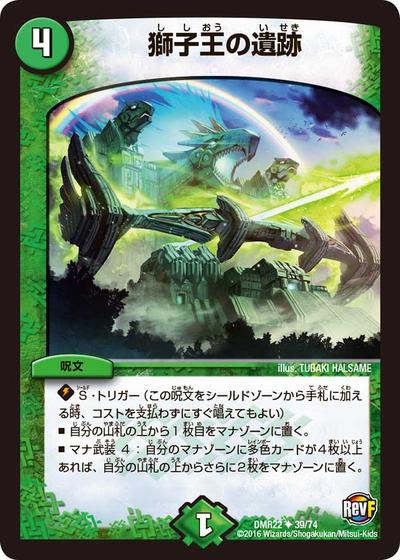 4
獅子王の遺跡
ししおう いせき
illus. TUBAKI HALSAME
呪文
S・トリガー（この呪文をシールドゾーンから手札に加え
る時、コストを支払わずにすぐ唱えてもよい）
■ 自分の山札の上から1枚目をマナゾーンに置く。
■ マナ武装 4：自分のマナゾーンに多色カードが4枚以上
あれば、自分の山札の上からさらに2枚をマナゾーンに置く。
RevF
DMR22 ◆ 39/74
©2016 Wizards/Shogakukan/Mitsui-Kids
1